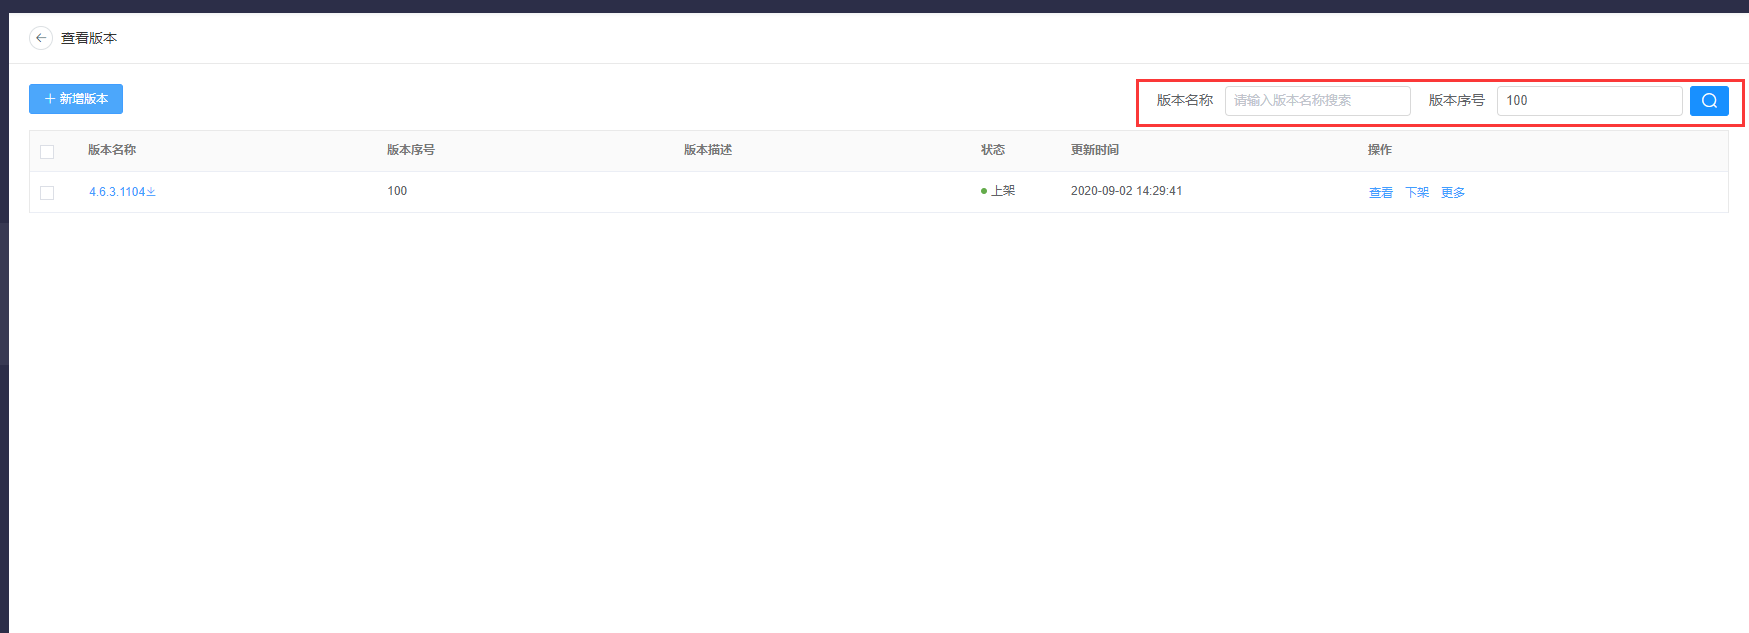 查看版本
新增版本
版本名称 请输入版本名称搜索 版本序号 100
版本名称 版本序号 版本描述 状态 更新时间 操作
4.6.3.1104 100 上架 2020-09-02 14:29:41 查看 下架 更多